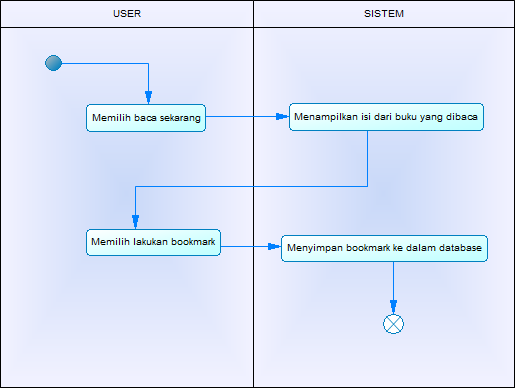 USER
SISTEM
Memilih baca sekarang
Menampilkan isi dari buku yang dibaca
Memilih lakukan bookmark
Menyimpan bookmark ke dalam database